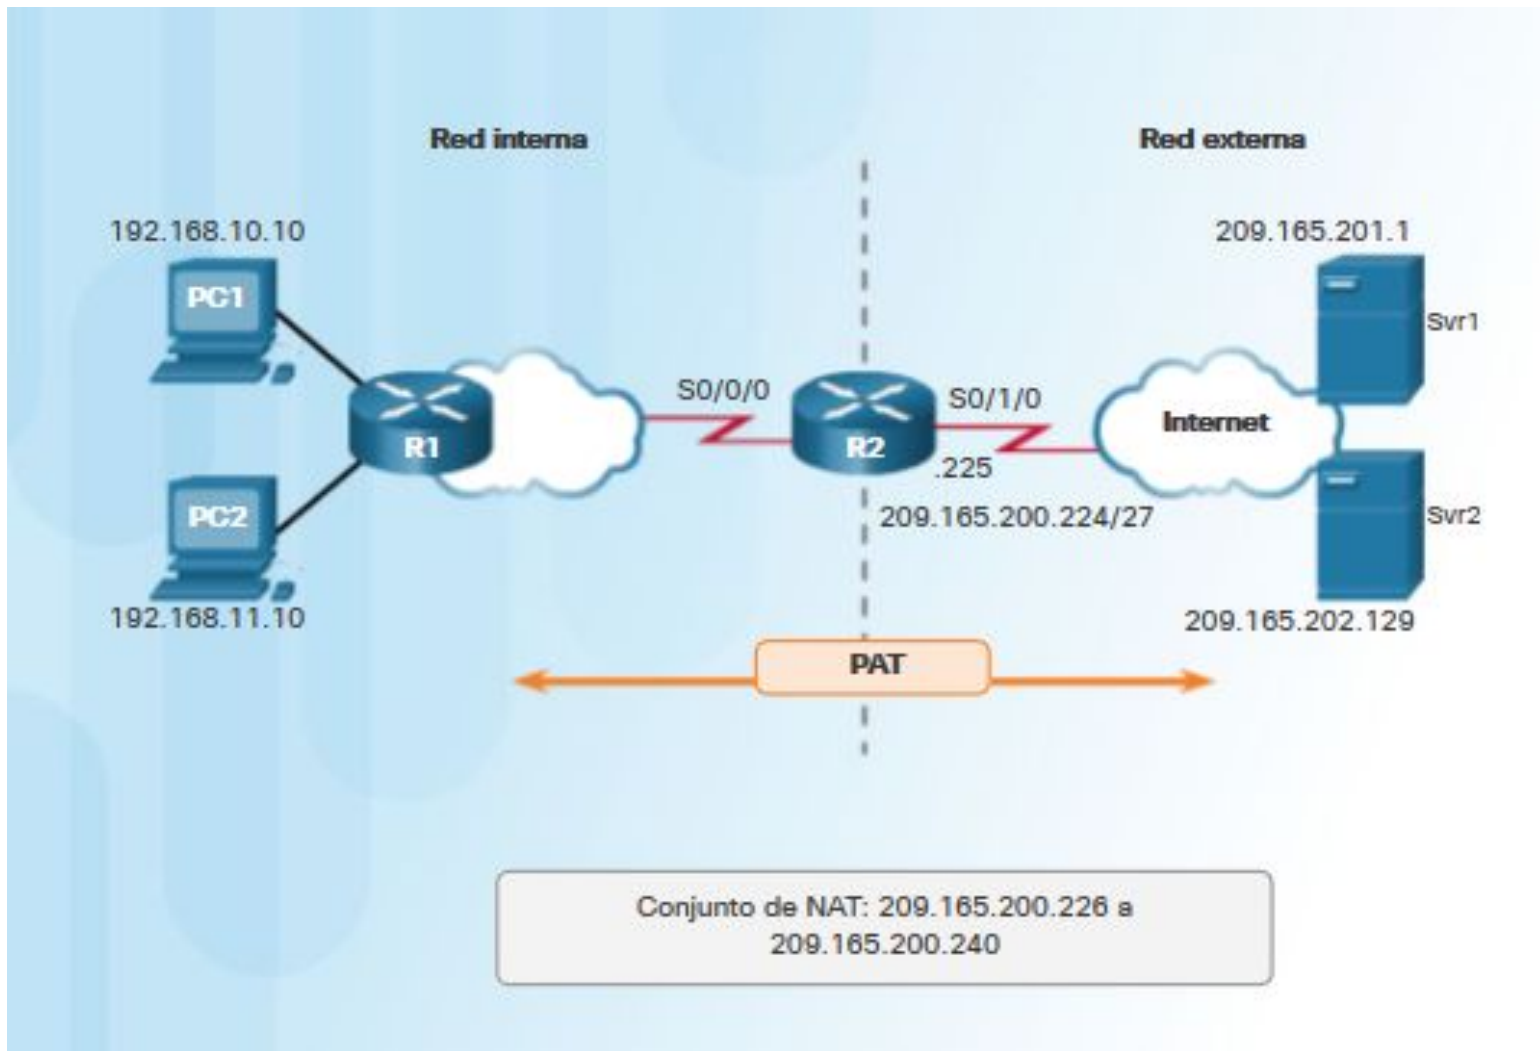 Red interna
Red externa
192.168.10.10
209.165.201.1
PC1
Svr1
S0/0/0
S0/1/0
Internet
R1
R2
.225
PC2
209.165.200.224/27
Svr2
192.168.11.10
209.165.202.129
PAT
Conjunto de NAT: 209.165.200.226 a
209.165.200.240